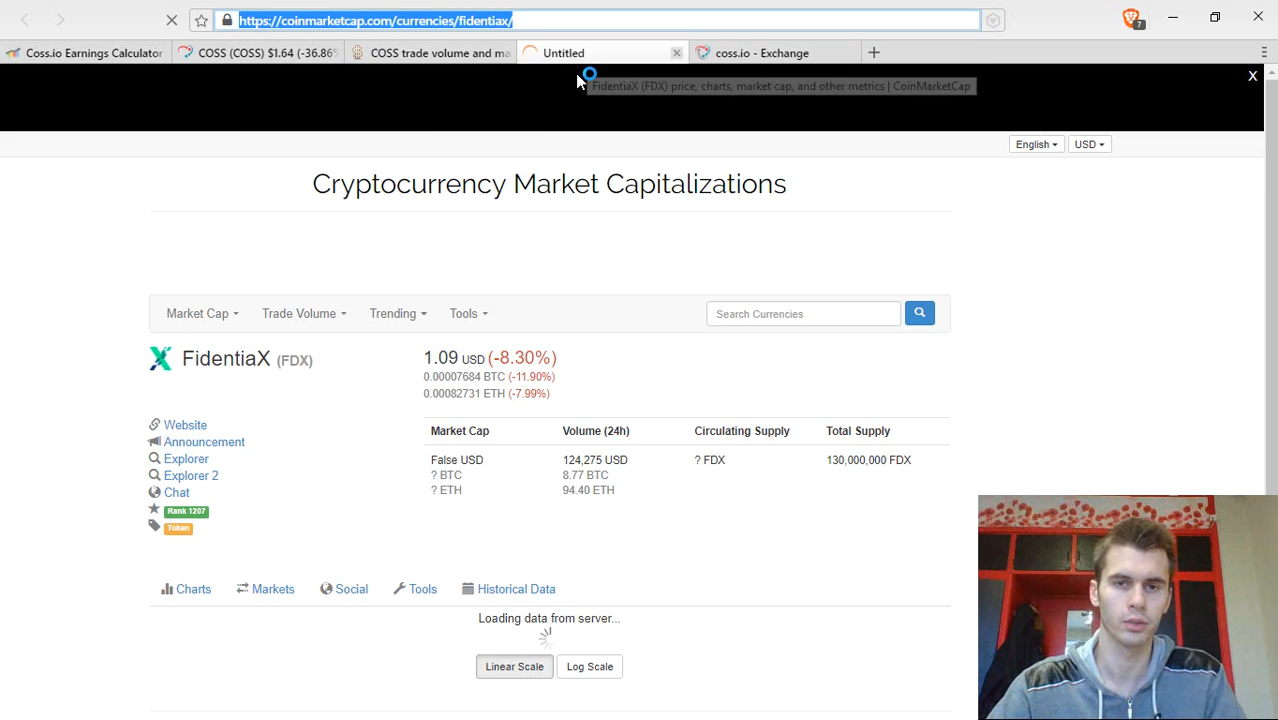 https://coinmarketcap.com/currencies/fidentiax/
7
Coss.io Earnings Calculator
COSS (COSS) $1.64 (-36.86%
COSS trade volume and ma
Untitled
coss.io - Exchange
FidentiaX (FDX) price, charts, market cap, and other metrics | CoinMarketCap
X
English
USD
Cryptocurrency Market Capitalizations
Market Cap
Trade Volume
Trending
Tools
Search Currencies
FidentiaX (FDX)
1.09 USD (-8.30%)
0.00007684 BTC (-11.90%)
0.00082731 ETH (-7.99%)
Website
Announcement
Explorer
Explorer 2
Chat
Rank 1207
Token
Market Cap Volume (24h) Circulating Supply Total Supply
False USD 124,275 USD ? FDX 130,000,000 FDX
? BTC 8.77 BTC
? ETH 94.40 ETH
Charts
Markets
Social
Tools
Historical Data
Loading data from server...
Linear Scale
Log Scale